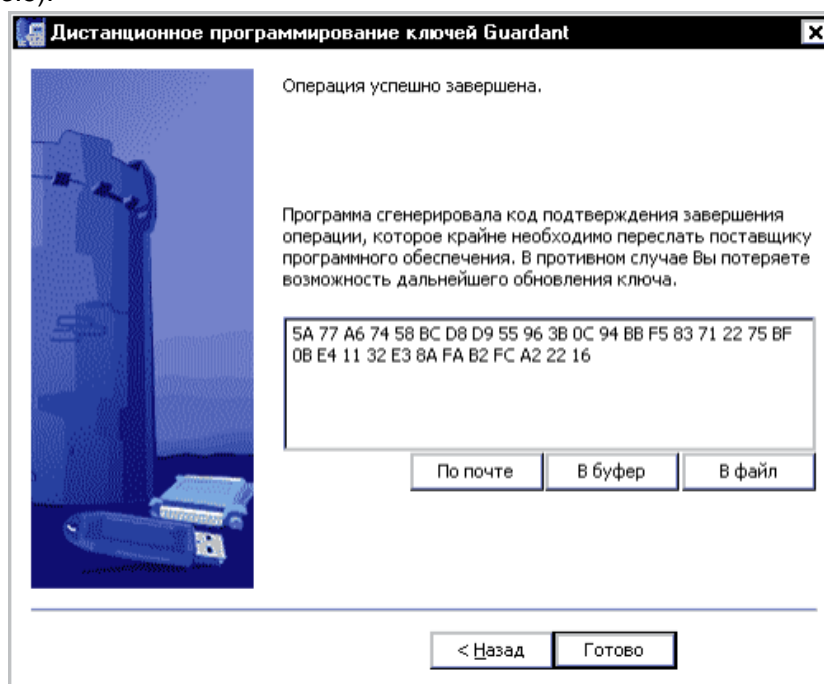 Дистанционное программирование ключей Guardant
Операция успешно завершена.
Программа сгенерировала код подтверждения завершения
операции, которое крайне необходимо переслать поставщику
программного обеспечения. В противном случае Вы потеряете
возможность дальнейшего обновления ключа.
5A 77 A6 74 58 BC D8 D9 55 96 3B 0C 94 BB F5 83 71 22 75 BF
0B E4 11 32 E3 8A FA B2 FC A2 22 16
По почте В буфер В файл
< Назад Готово